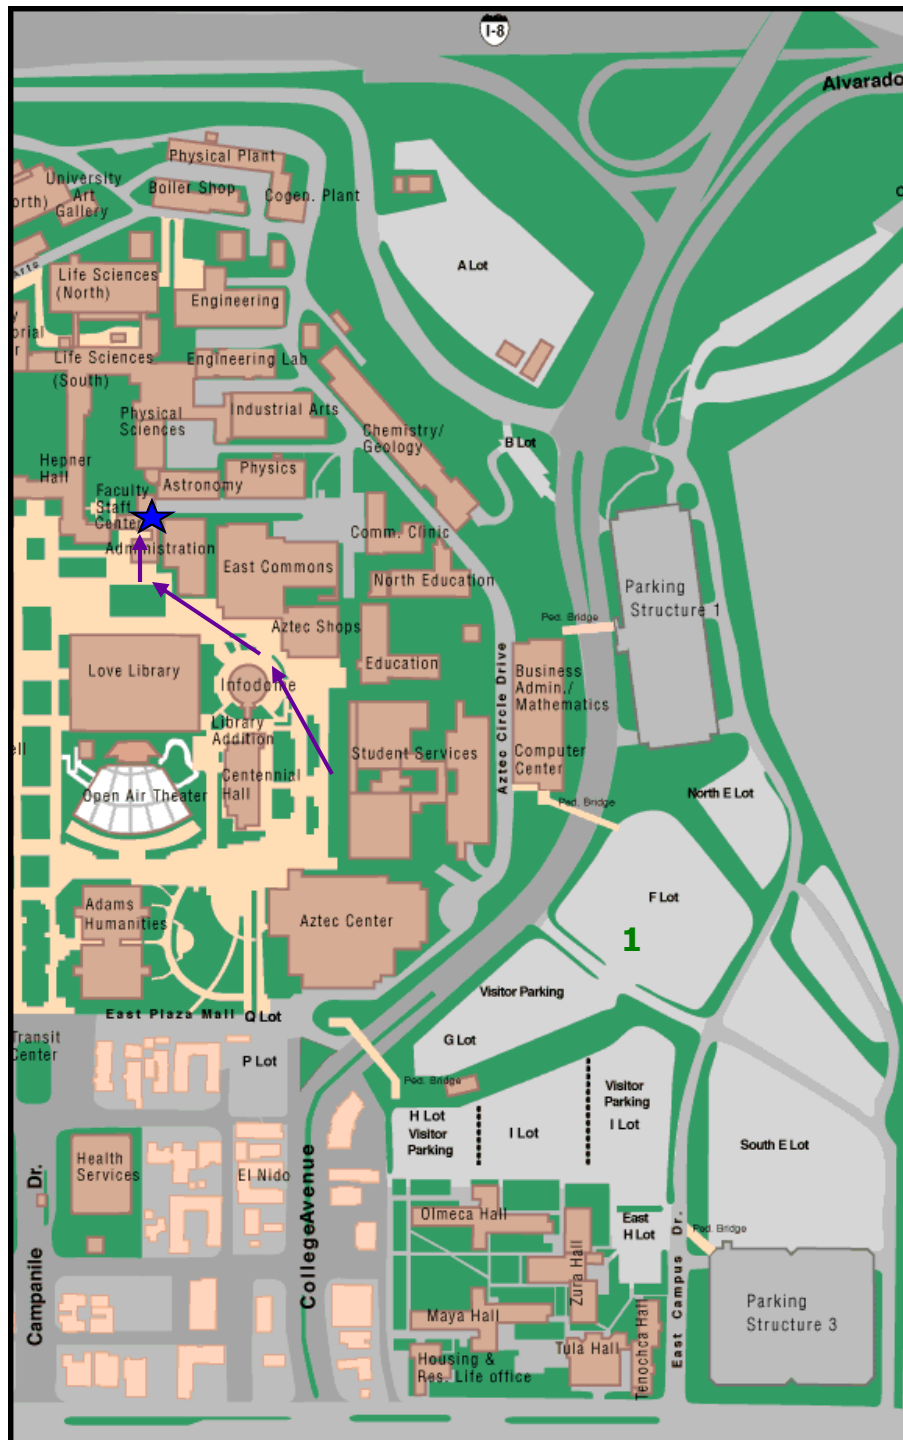 I-8
Alvarado
Physical Plant
University
Art
Gallery
orth)
Boiler Shop
Cogen. Plant
Arts
A Lot
Life Sciences
(North)
Engineering
orial
Life Sciences
(South)
Engineering Lab
Physical
Sciences
Industrial Arts
Chemistry/
Geology
B Lot
Hepner
Hall
Physics
Astronomy
Faculty
Staff
Center
Comm. Clinic
Administration
East Commons
North Education
Parking
Structure 1
Ped. Bridge
Aztec Shops
Education
Love Library
Infodome
Business
Admin./
Mathematics
Aztec Circle Drive
Library
Addition
Student Services
Computer
Center
ell
Centennial
Hall
Open Air Theater
North E Lot
Ped. Bridge
F Lot
1
Adams
Humanities
Aztec Center
Visitor Parking
East Plaza Mall
Q Lot
Transit
Center
G Lot
P Lot
Ped. Bridge
Visitor
Parking
I Lot
H Lot
Visitor
Parking
I Lot
South E Lot
Health
Services
El Nido
Olmeca Hall
East
H Lot
Ped. Bridge
Campanile Dr.
College Avenue
Zura Hall
East Campus Dr.
Maya Hall
Parking
Structure 3
Tula Hall
Tenochca Hall
Housing &
Res. Life office